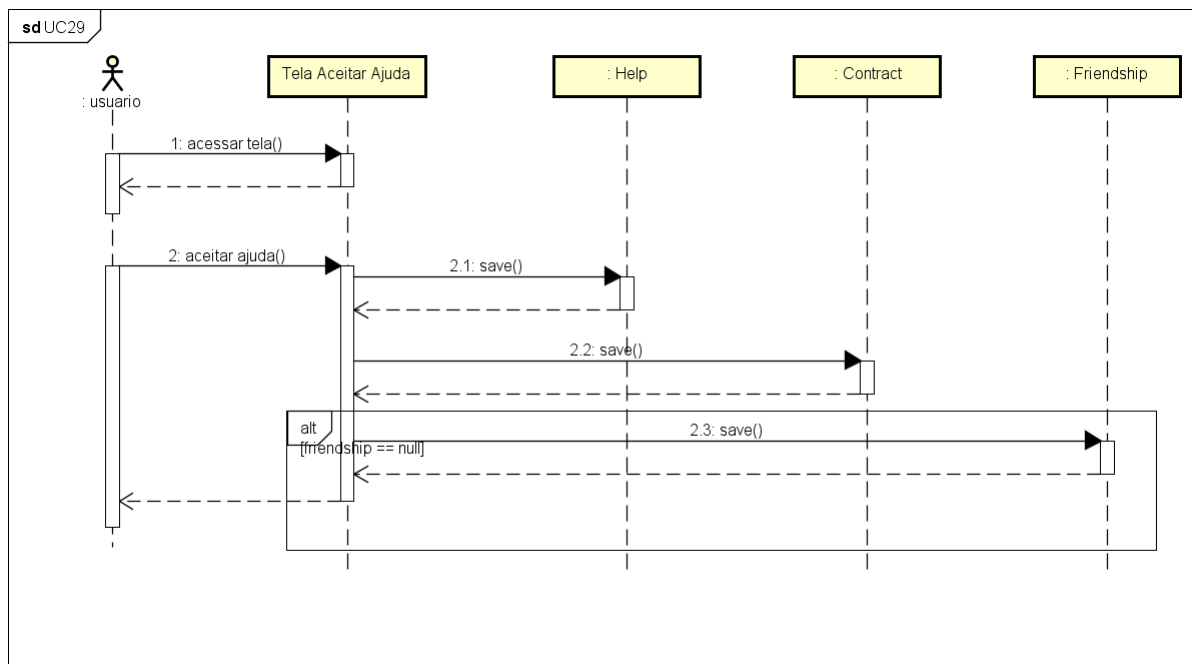 sd UC29
: usuario
Tela Aceitar Ajuda
: Help
: Contract
: Friendship
1: acessar tela()
2: aceitar ajuda()
2.1: save()
2.2: save()
alt
2.3: save()
[friendship == null]